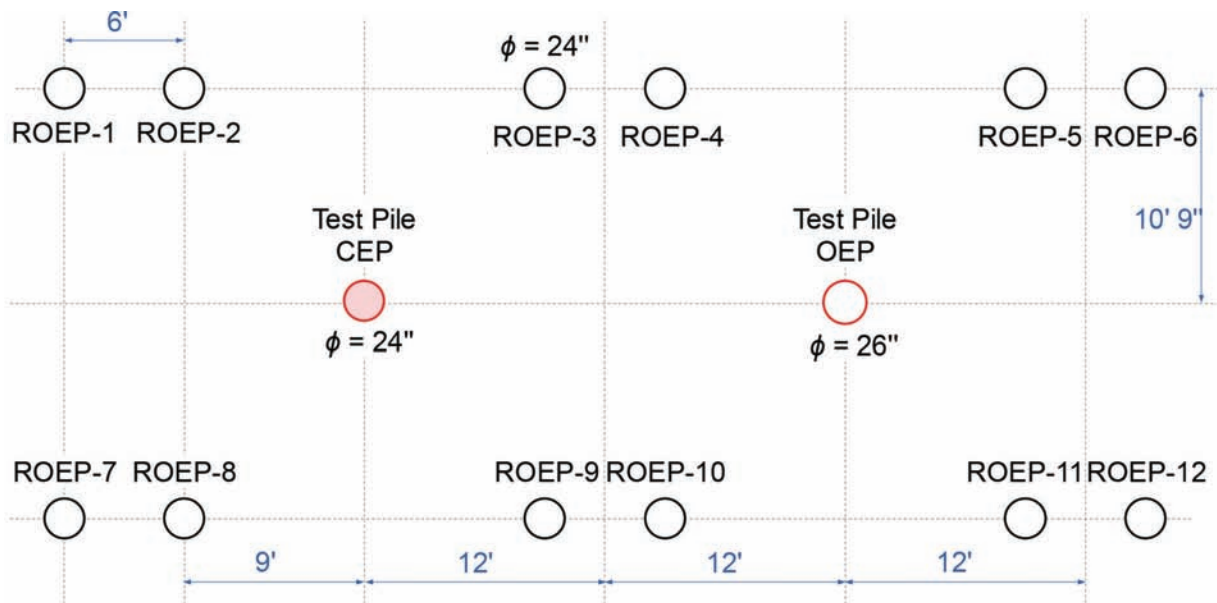 6'
ϕ = 24"
ROEP-1 ROEP-2 ROEP-3 ROEP-4 ROEP-5 ROEP-6
10' 9"
Test Pile
CEP
Test Pile
OEP
ϕ = 24"
ϕ = 26"
ROEP-7 ROEP-8 ROEP-9 ROEP-10 ROEP-11 ROEP-12
9' 12' 12' 12'